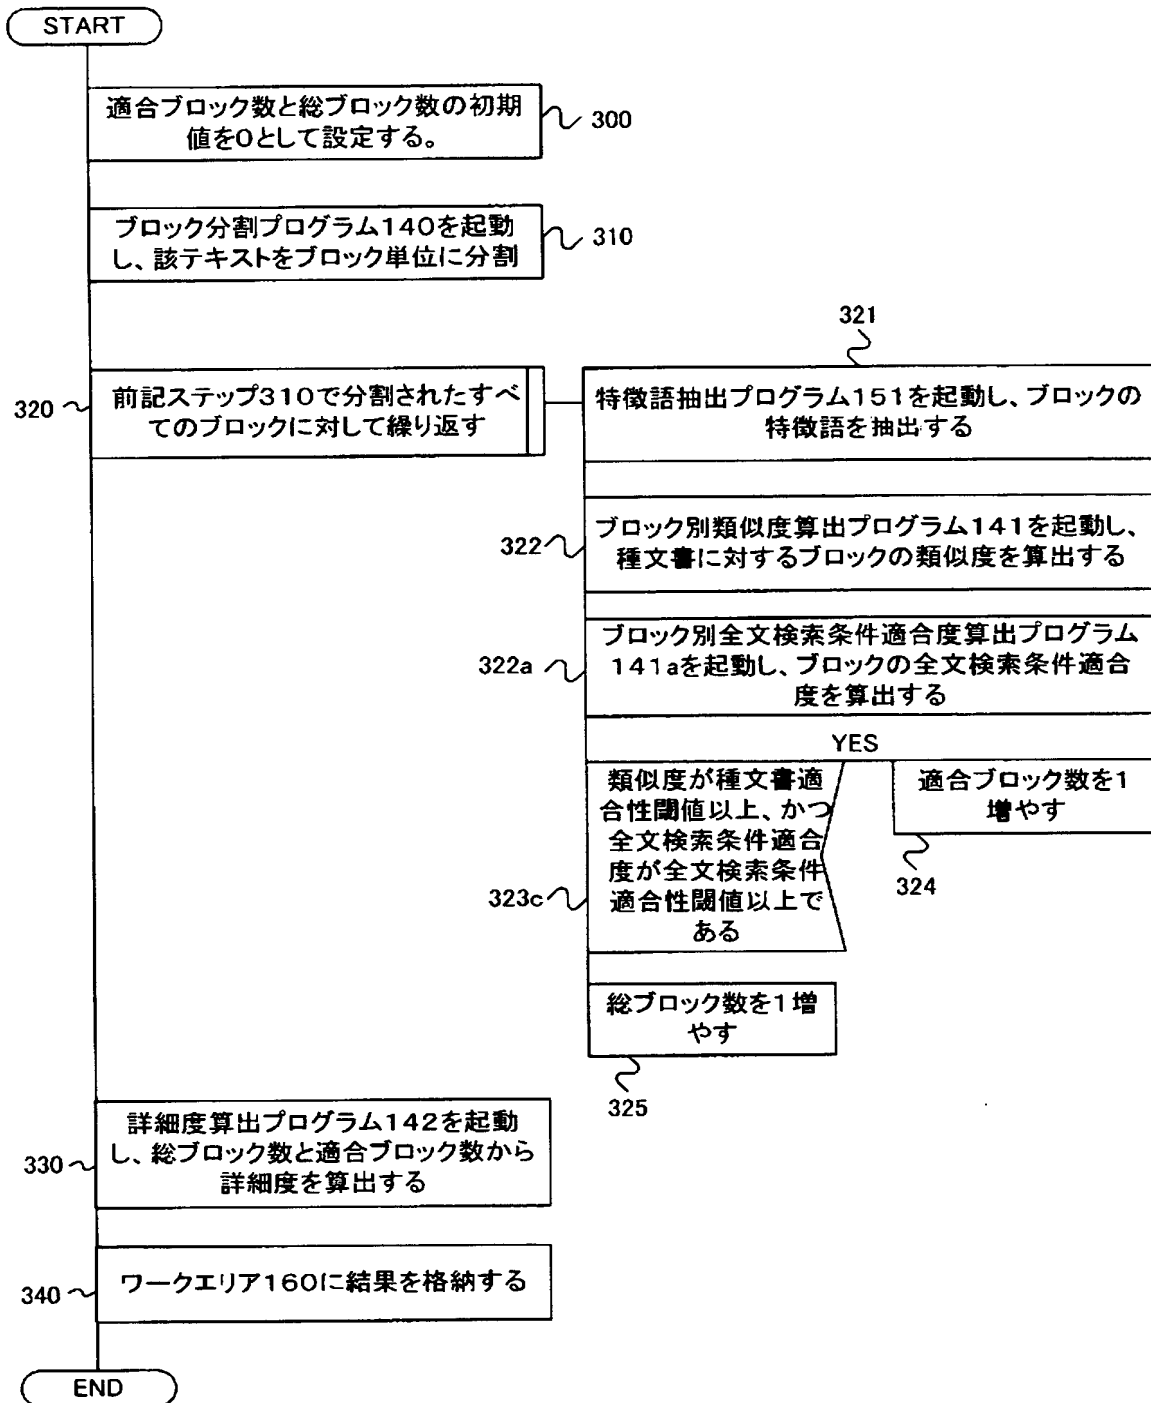 START
適合ブロック数と総ブロック数の初期
値を0として設定する。
300
ブロック分割プログラム140を起動
し、該テキストをブロック単位に分割
310
320
前記ステップ310で分割されたすべ
てのブロックに対して繰り返す
321
特徴語抽出プログラム151を起動し、ブロックの
特徴語を抽出する
322
ブロック別類似度算出プログラム141を起動し、
種文書に対するブロックの類似度を算出する
322a
ブロック別全文検索条件適合度算出プログラム
141aを起動し、ブロックの全文検索条件適合
度を算出する
YES
323c
類似度が種文書適
合性閾値以上、かつ
全文検索条件適合
度が全文検索条件
適合性閾値以上で
ある
適合ブロック数を1
増やす
324
総ブロック数を1増
やす
325
330
詳細度算出プログラム142を起動
し、総ブロック数と適合ブロック数から
詳細度を算出する
340
ワークエリア160に結果を格納する
END